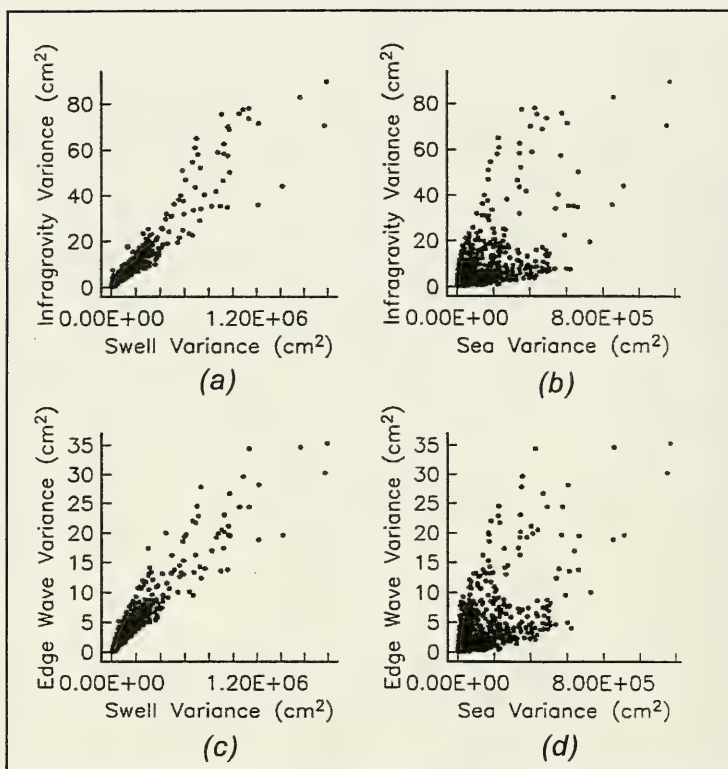 Infragravity Variance (cm²)
80
60
40
20
0
0.00E+00 1.20E+06
Swell Variance (cm²)
(a)
Infragravity Variance (cm²)
80
60
40
20
0
0.00E+00 8.00E+05
Sea Variance (cm²)
(b)
Edge Wave Variance (cm²)
35
30
25
20
15
10
5
0
0.00E+00 1.20E+06
Swell Variance (cm²)
(c)
Edge Wave Variance (cm²)
35
30
25
20
15
10
5
0
0.00E+00 8.00E+05
Sea Variance (cm²)
(d)